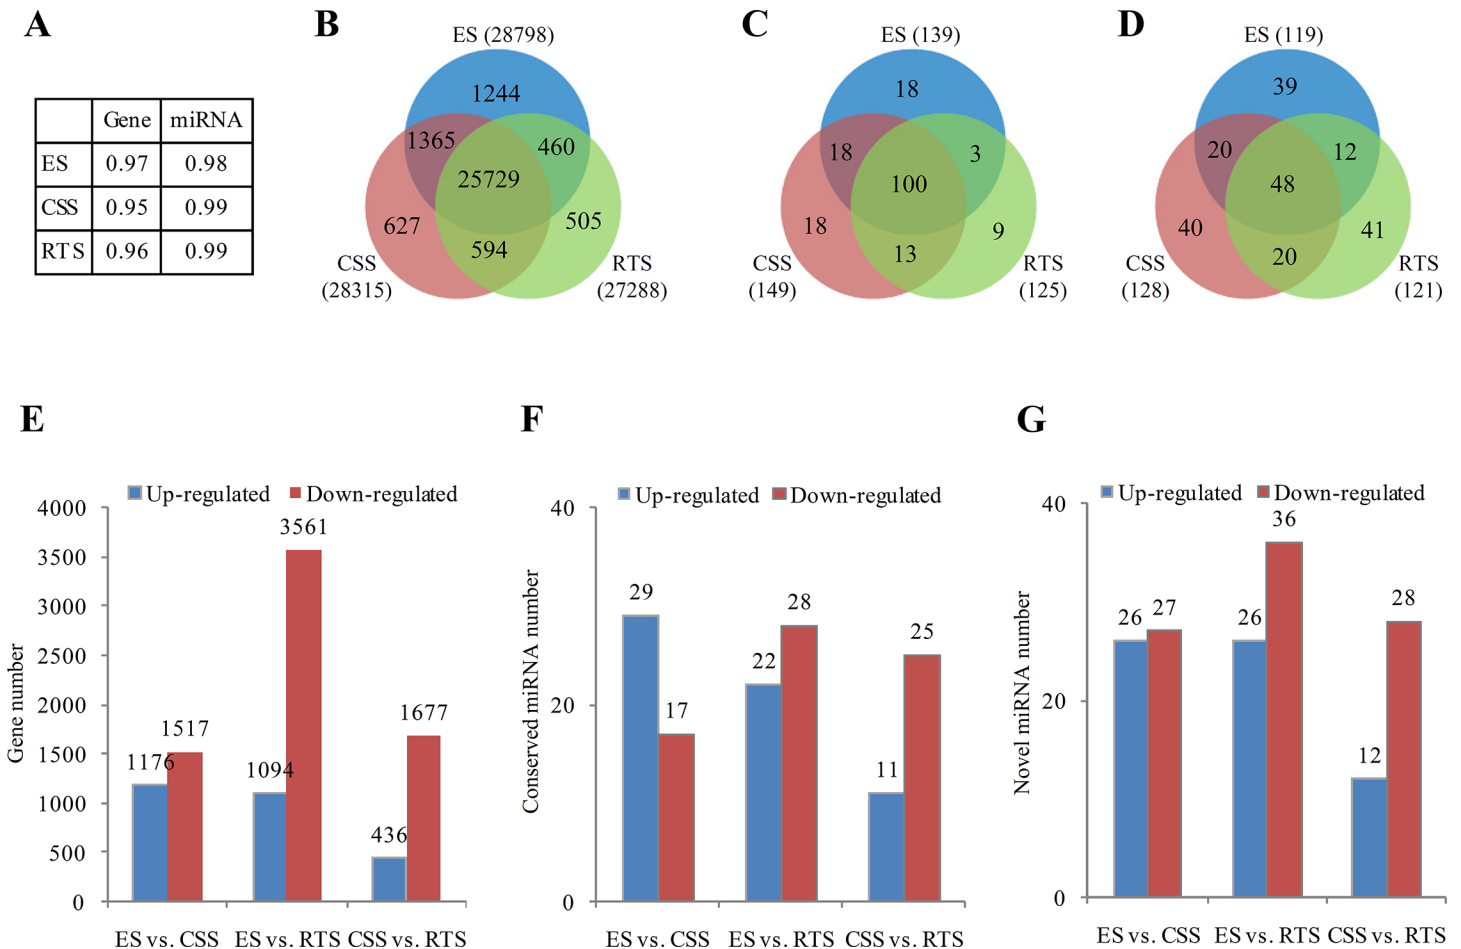 A
Gene miRNA
ES 0.97 0.98
CSS 0.95 0.99
RTS 0.96 0.99
B
ES (28798)
1244
1365 460
25729
627 505
594
CSS
(28315)
RTS
(27288)
C
ES (139)
18
18 3
100
18 9
13
CSS
(149)
RTS
(125)
D
ES (119)
39
20 12
48
40 41
20
CSS
(128)
RTS
(121)
E
Up-regulated Down-regulated
Gene number
4000
3500
3000
2500
2000
1500
1000
500
0
1176 1517
1094 3561
436 1677
ES vs. CSS ES vs. RTS CSS vs. RTS
F
Up-regulated Down-regulated
Conserved miRNA number
40
20
0
29 17
22 28
11 25
ES vs. CSS ES vs. RTS CSS vs. RTS
G
Up-regulated Down-regulated
Novel miRNA number
40
20
0
26 27
26 36
12 28
ES vs. CSS ES vs. RTS CSS vs. RTS